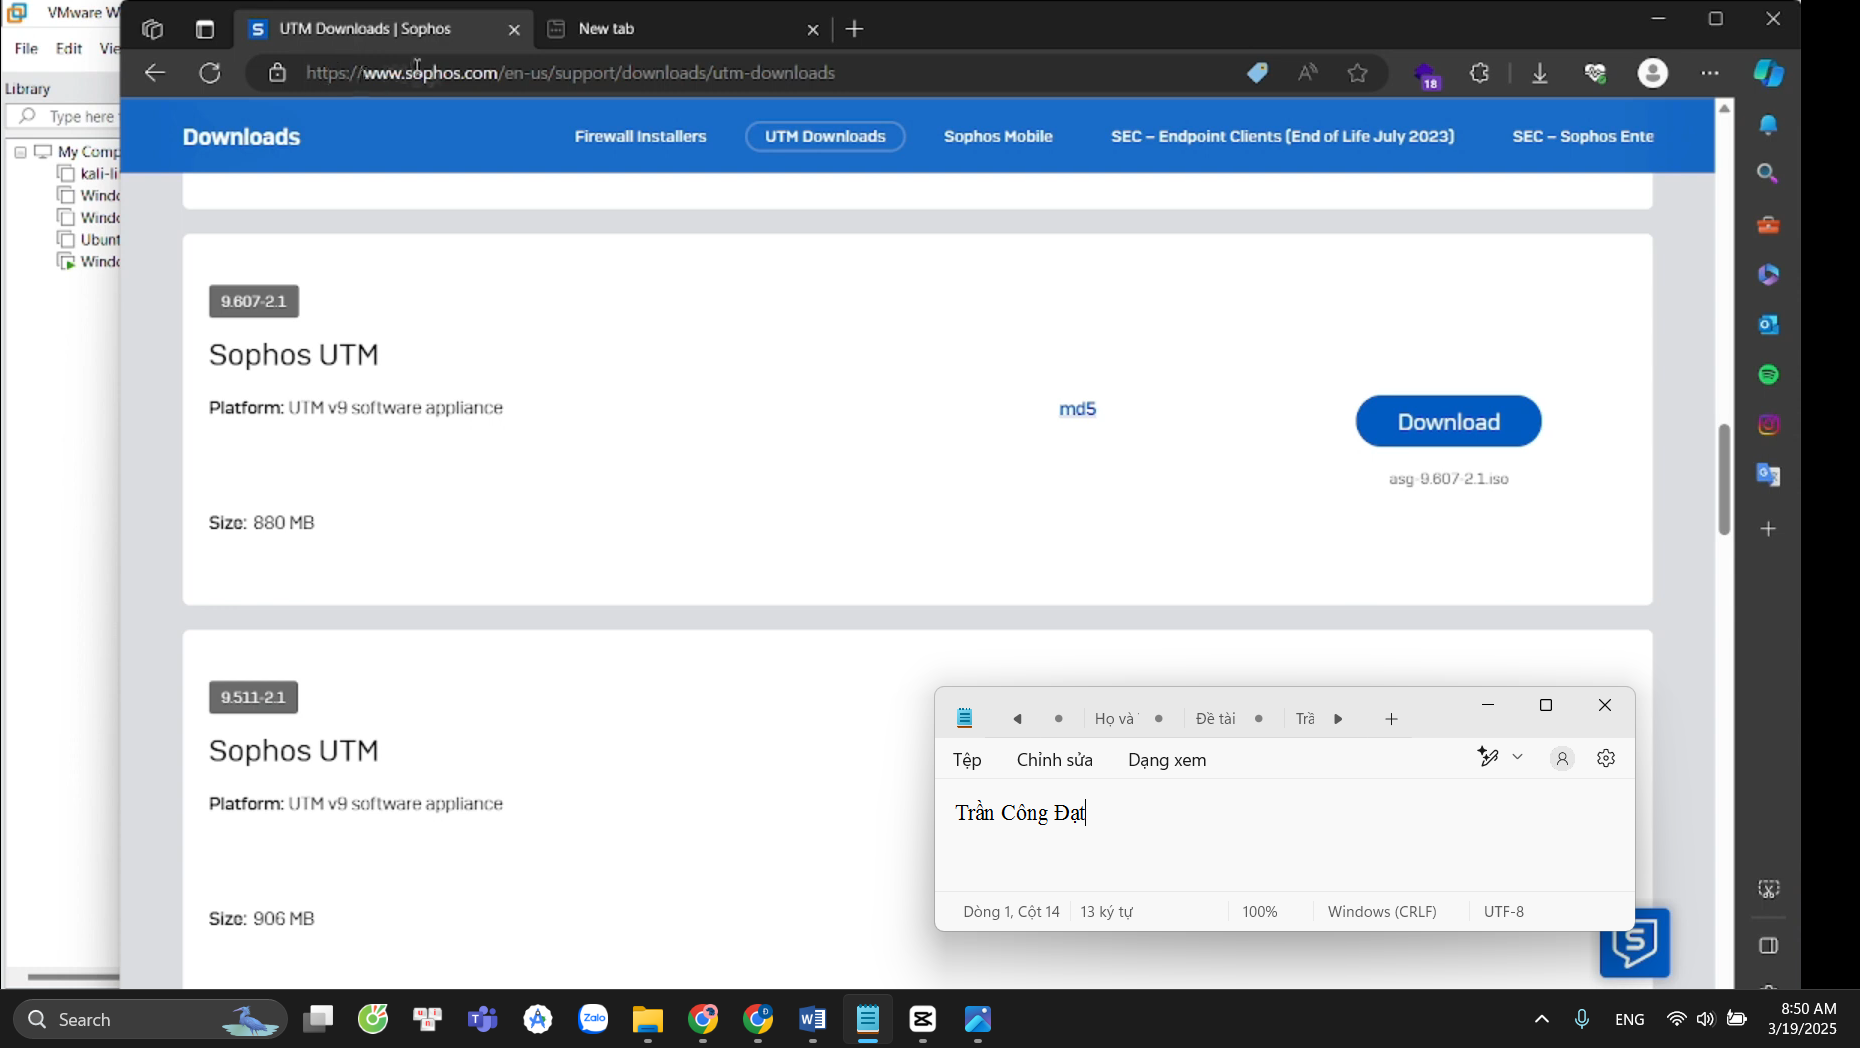 VMware W
File Edit Vie
Library
Type here
My Comp
kali-li
Windo
Windo
Ubunt
Windo
UTM Downloads | Sophos
New tab
https://www.sophos.com/en-us/support/downloads/utm-downloads
18
Downloads
Firewall Installers
UTM Downloads
Sophos Mobile
SEC – Endpoint Clients (End of Life July 2023)
SEC – Sophos Ente
9.607-2.1
Sophos UTM
Platform: UTM v9 software appliance
md5
Download
asg-9.607-2.1.iso
Size: 880 MB
9.511-2.1
Sophos UTM
Platform: UTM v9 software appliance
Size: 906 MB
Họ và
Đề tài
Trầ
Tệp Chỉnh sửa Dạng xem
Trần Công Đạt
Dòng 1, Cột 14 13 ký tự 100% Windows (CRLF) UTF-8
Search
Zalo
ENG
8:50 AM
3/19/2025